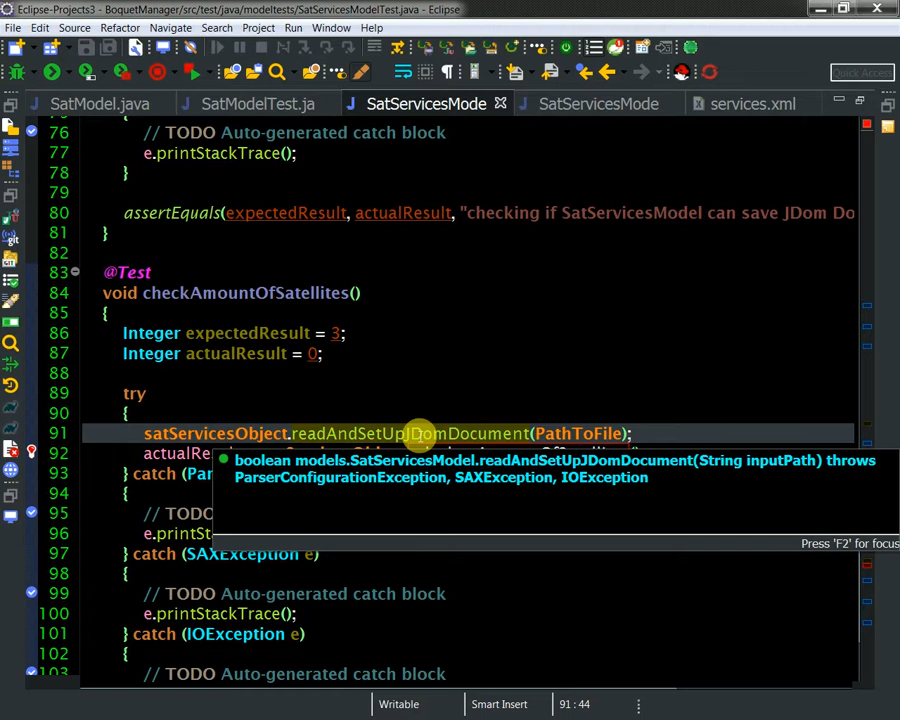 Eclipse-Projects3 - BoquetManager/src/test/java/modeltests/SatServicesModelTest.java - Eclipse
File Edit Source Refactor Navigate Search Project Run Window Help
Quick Access
SatModel.java SatModelTest.ja SatServicesMode SatServicesMode services.xml
76 // TODO Auto-generated catch block
77 e.printStackTrace();
78 }
79
80 assertEquals(expectedResult, actualResult, "checking if SatServicesModel can save JDom Do
81 }
82
83 @Test
84 void checkAmountOfSatellites()
85 {
86 Integer expectedResult = 3;
87 Integer actualResult = 0;
88
89 try
90 {
91 satServicesObject.readAndSetUpJDomDocument(PathToFile);
92 actualRe
boolean models.SatServicesModel.readAndSetUpJDomDocument(String inputPath) throws
ParserConfigurationException, SAXException, IOException
Press 'F2' for focus
93 } catch (Par
94 {
95 // TODO
96 e.printSt
97 } catch (SAXException e)
98 {
99 // TODO Auto-generated catch block
100 e.printStackTrace();
101 } catch (IOException e)
102 {
103 // TODO Auto-generated catch block
Writable Smart Insert 91 : 44